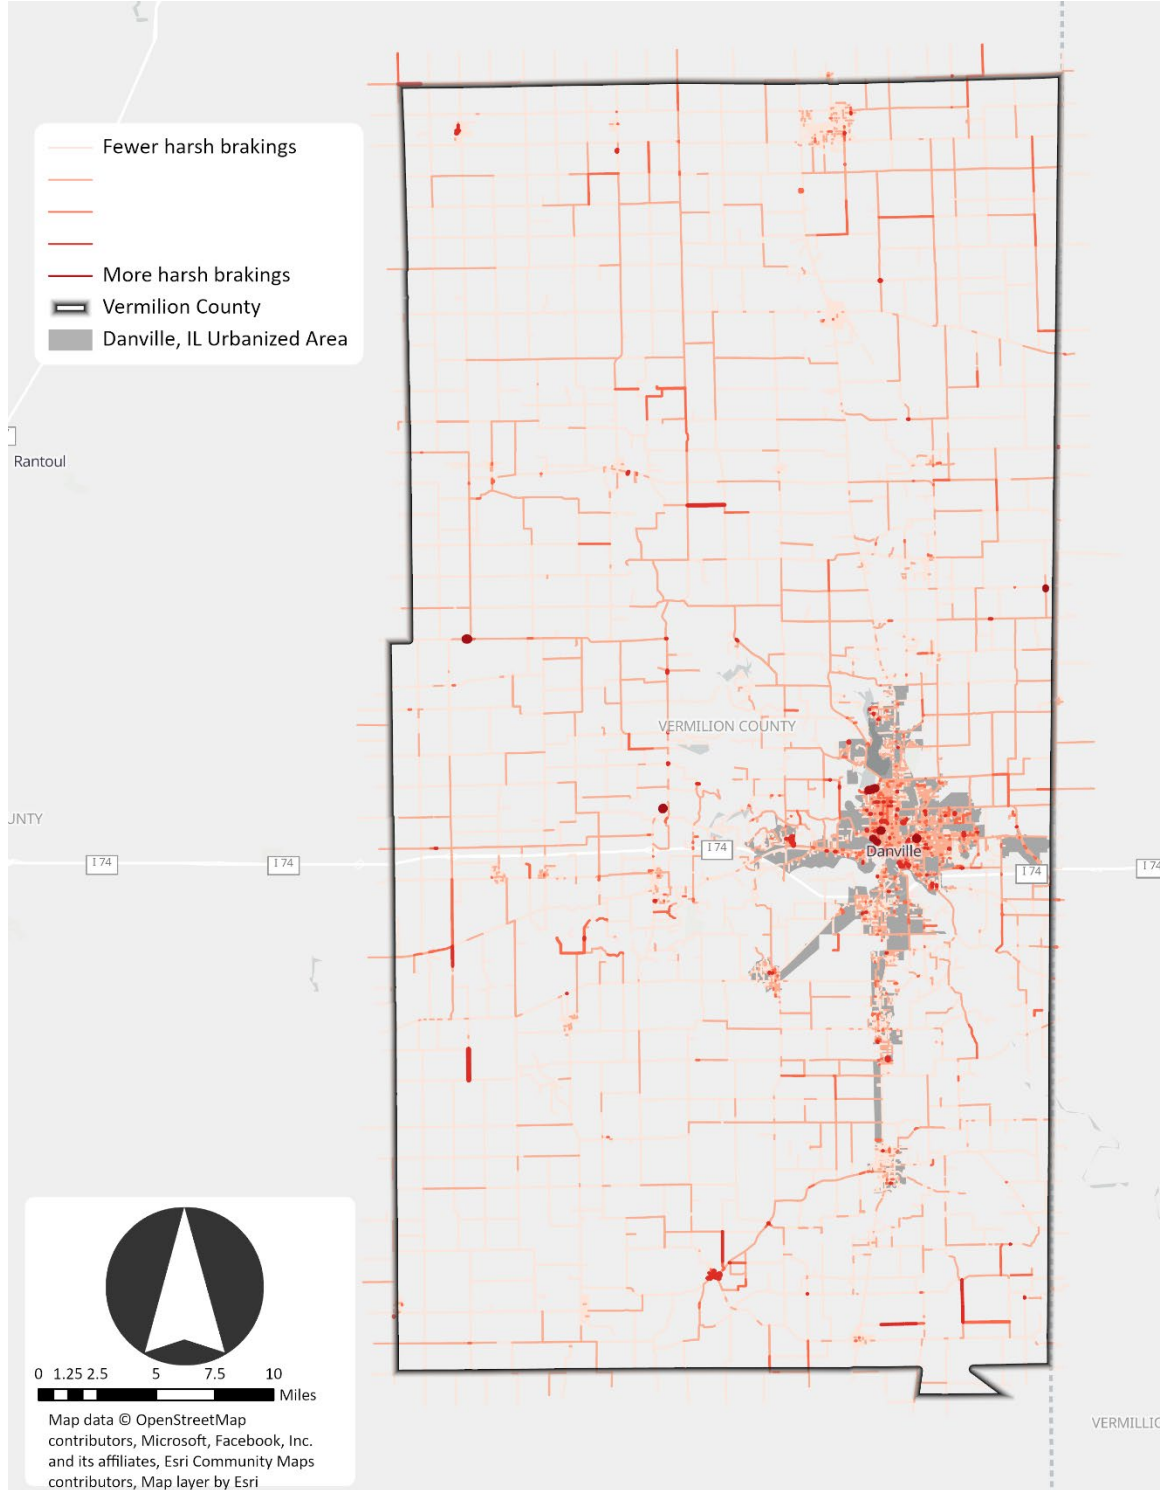 Fewer harsh brakings
More harsh brakings
Vermilion County
Danville, IL Urbanized Area
Rantoul
VERMILION COUNTY
UNTY
I 74
I 74
I 74
Danville
I 74
I 74
0 1.25 2.5 5 7.5 10
Miles
Map data © OpenStreetMap
contributors, Microsoft, Facebook, Inc.
and its affiliates, Esri Community Maps
contributors, Map layer by Esri
VERMILLIO